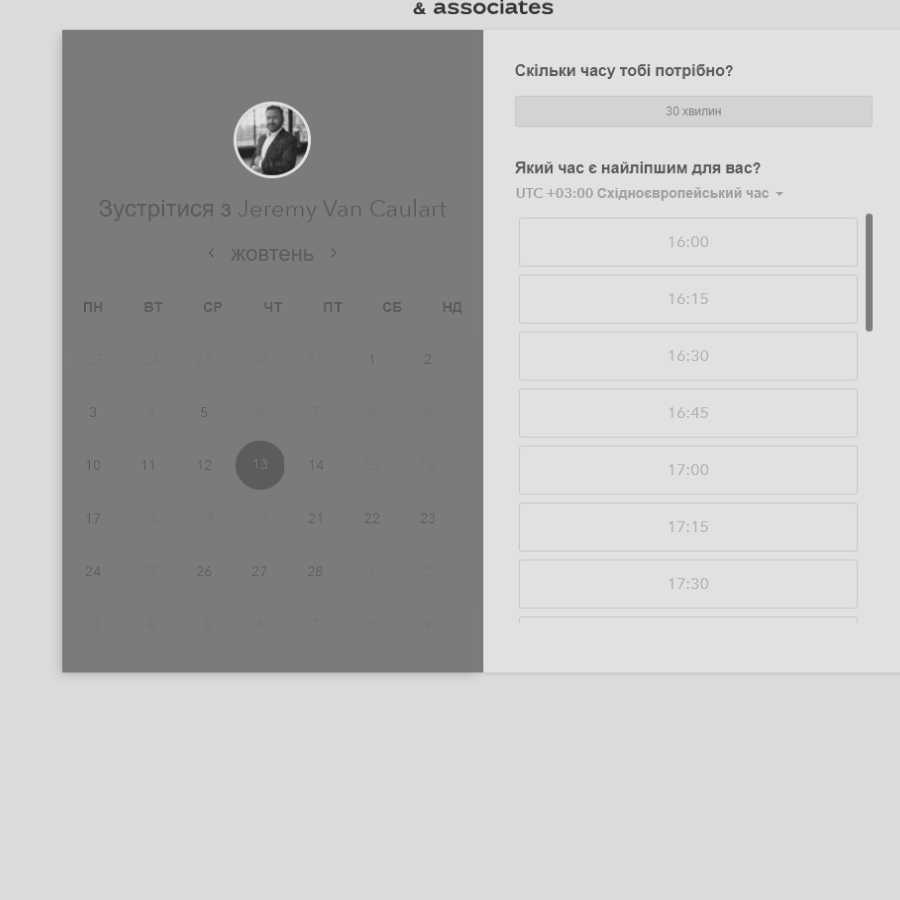 & associates
Зустрітися з Jeremy Van Caulart
жовтень
ПН ВТ СР ЧТ ПТ СБ НД
27 28 29 30 31 1 2
3 4 5 6 7 8 9
10 11 12 13 14 15 16
17 18 19 20 21 22 23
24 25 26 27 28 1 2
3 4 5 6 7 8 9
Скільки часу тобі потрібно?
30 хвилин
Який час є найліпшим для вас?
UTC +03:00 Східноєвропейський час
16:00
16:15
16:30
16:45
17:00
17:15
17:30